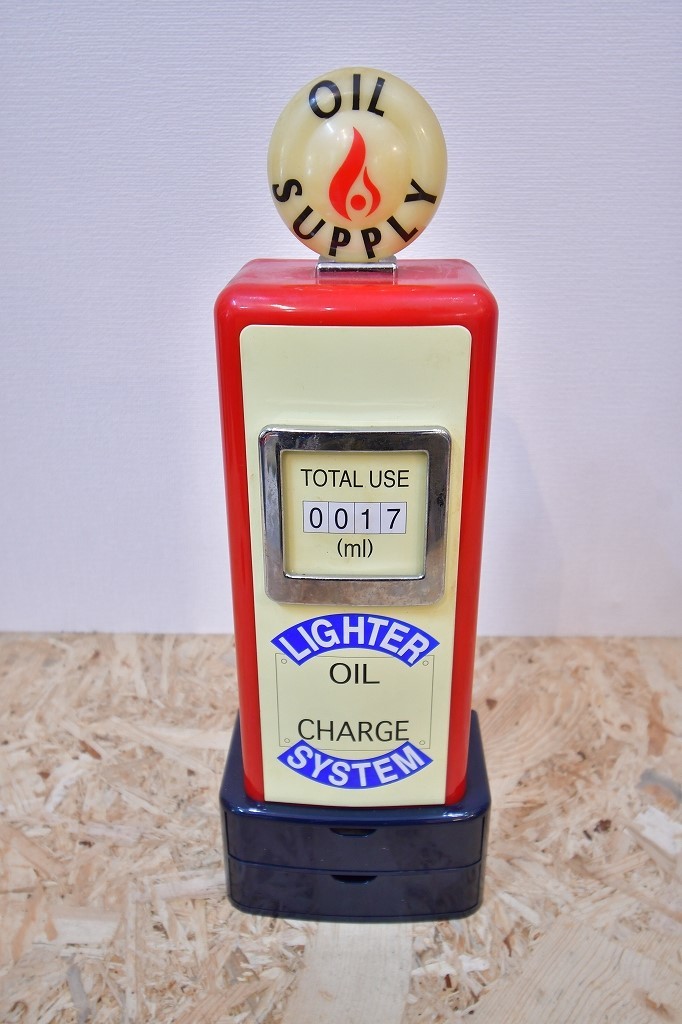 OIL
SUPPLY
TOTAL USE
0017
(ml)
LIGHTER
OIL
CHARGE
SYSTEM